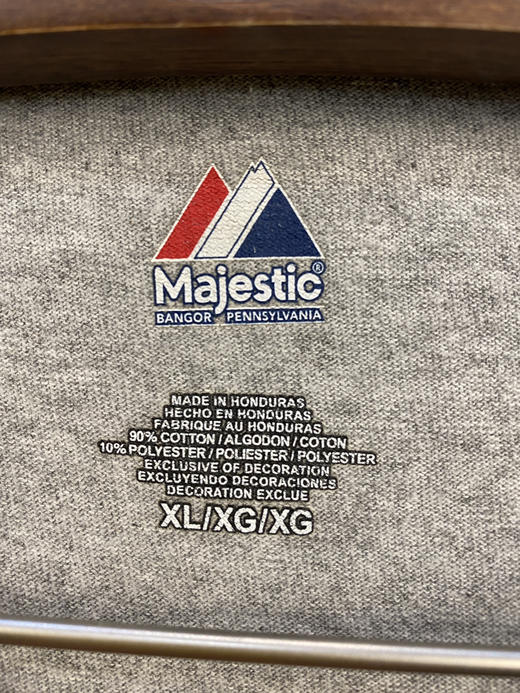 Majestic®
BANGOR PENNSYLVANIA
MADE IN HONDURAS
HECHO EN HONDURAS
FABRIQUE AU HONDURAS
90% COTTON / ALGODON / COTON
10% POLYESTER / POLIESTER / POLYESTER
EXCLUSIVE OF DECORATION
EXCLUYENDO DECORACIONES
DECORATION EXCLUE
XL/XG/XG